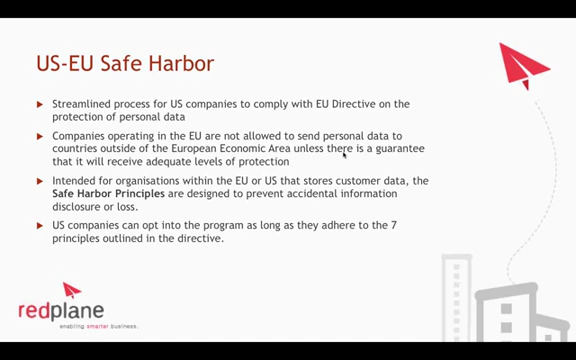 US-EU Safe Harbor
Streamlined process for US companies to comply with EU Directive on the
protection of personal data
Companies operating in the EU are not allowed to send personal data to
countries outside of the European Economic Area unless there is a guarantee
that it will receive adequate levels of protection
Intended for organisations within the EU or US that stores customer data, the
Safe Harbor Principles are designed to prevent accidental information
disclosure or loss.
US companies can opt into the program as long as they adhere to the 7
principles outlined in the directive.
redplane
enabling smarter business.